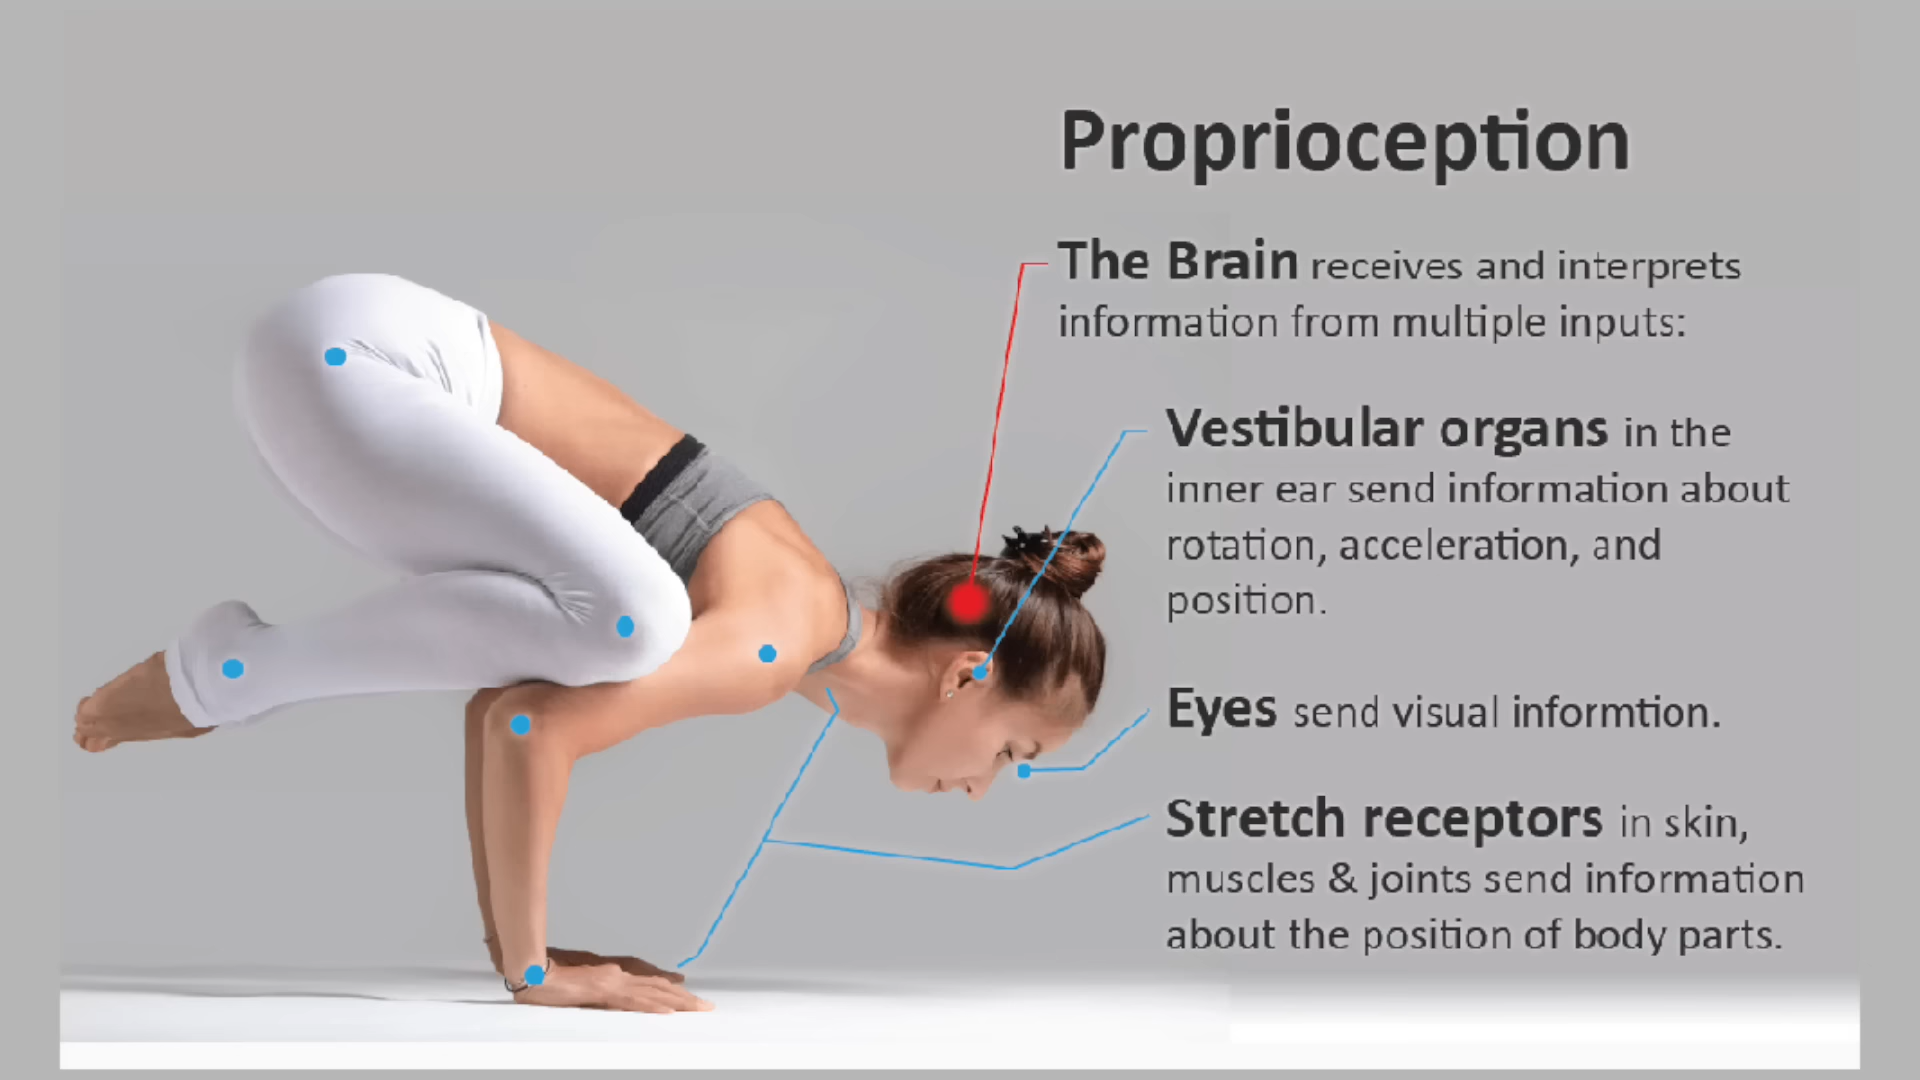 Proprioception
The Brain receives and interprets
information from multiple inputs:
Vestibular organs in the
inner ear send information about
rotation, acceleration, and
position.
Eyes send visual informtion.
Stretch receptors in skin,
muscles & joints send information
about the position of body parts.